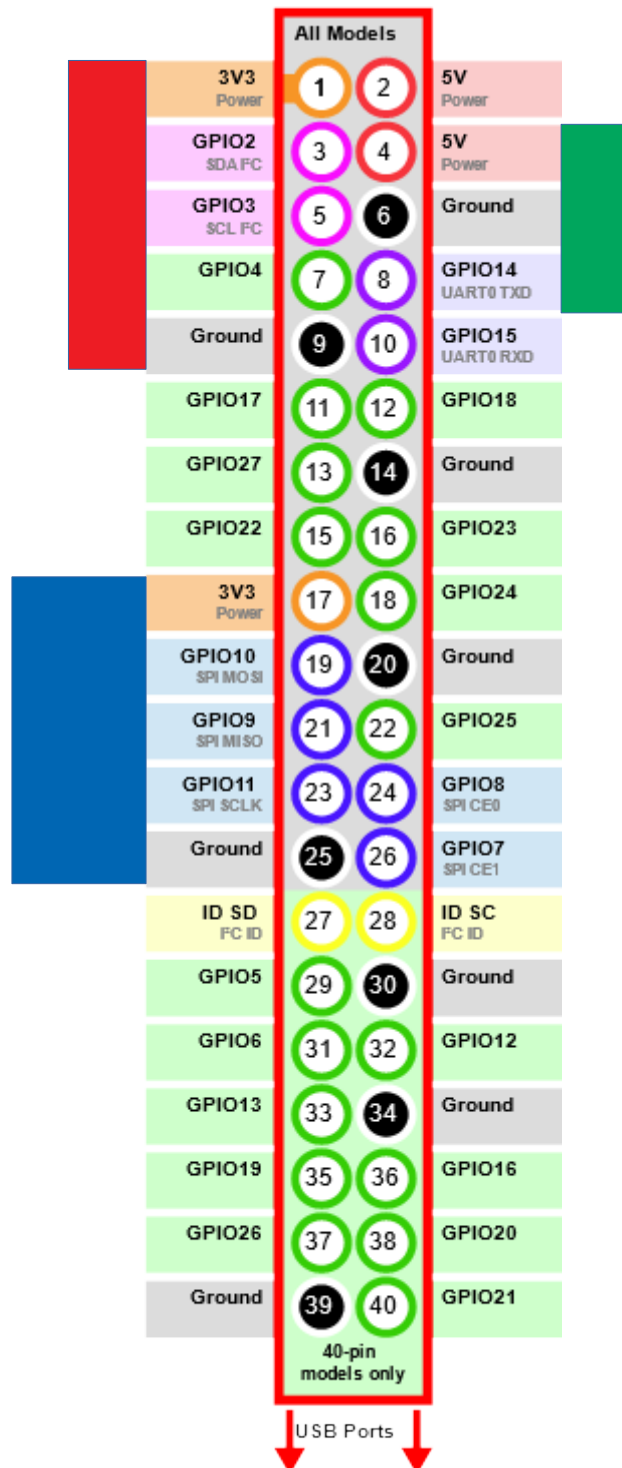 All Models
3V3 1 2 5V
Power Power
GPIO2 3 4 5V
SDA FC Power
GPIO3 5 6 Ground
SCL FC
GPIO4 7 8 GPIO14
UART0 TXD
Ground 9 10 GPIO15
UART0 RXD
GPIO17 11 12 GPIO18
GPIO27 13 14 Ground
GPIO22 15 16 GPIO23
3V3 17 18 GPIO24
Power
GPIO10 19 20 Ground
SPI MOSI
GPIO9 21 22 GPIO25
SPI MISO
GPIO11 23 24 GPIO8
SPI SCLK SPI CE0
Ground 25 26 GPIO7
SPI CE1
ID SD 27 28 ID SC
FC ID FC ID
GPIO5 29 30 Ground
GPIO6 31 32 GPIO12
GPIO13 33 34 Ground
GPIO19 35 36 GPIO16
GPIO26 37 38 GPIO20
Ground 39 40 GPIO21
40-pin
models only
USB Ports